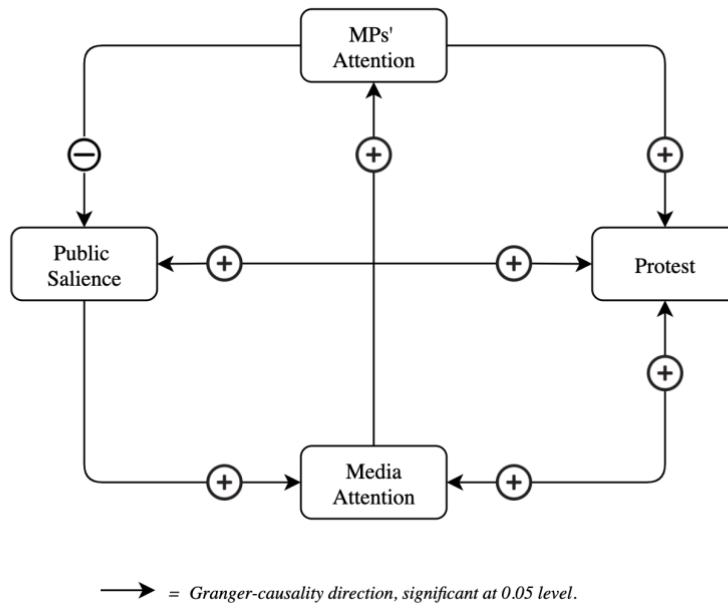 MPs'
Attention
−
+
+
Public
Salience
+
+
Protest
+
+
Media
Attention
+
= Granger-causality direction, significant at 0.05 level.